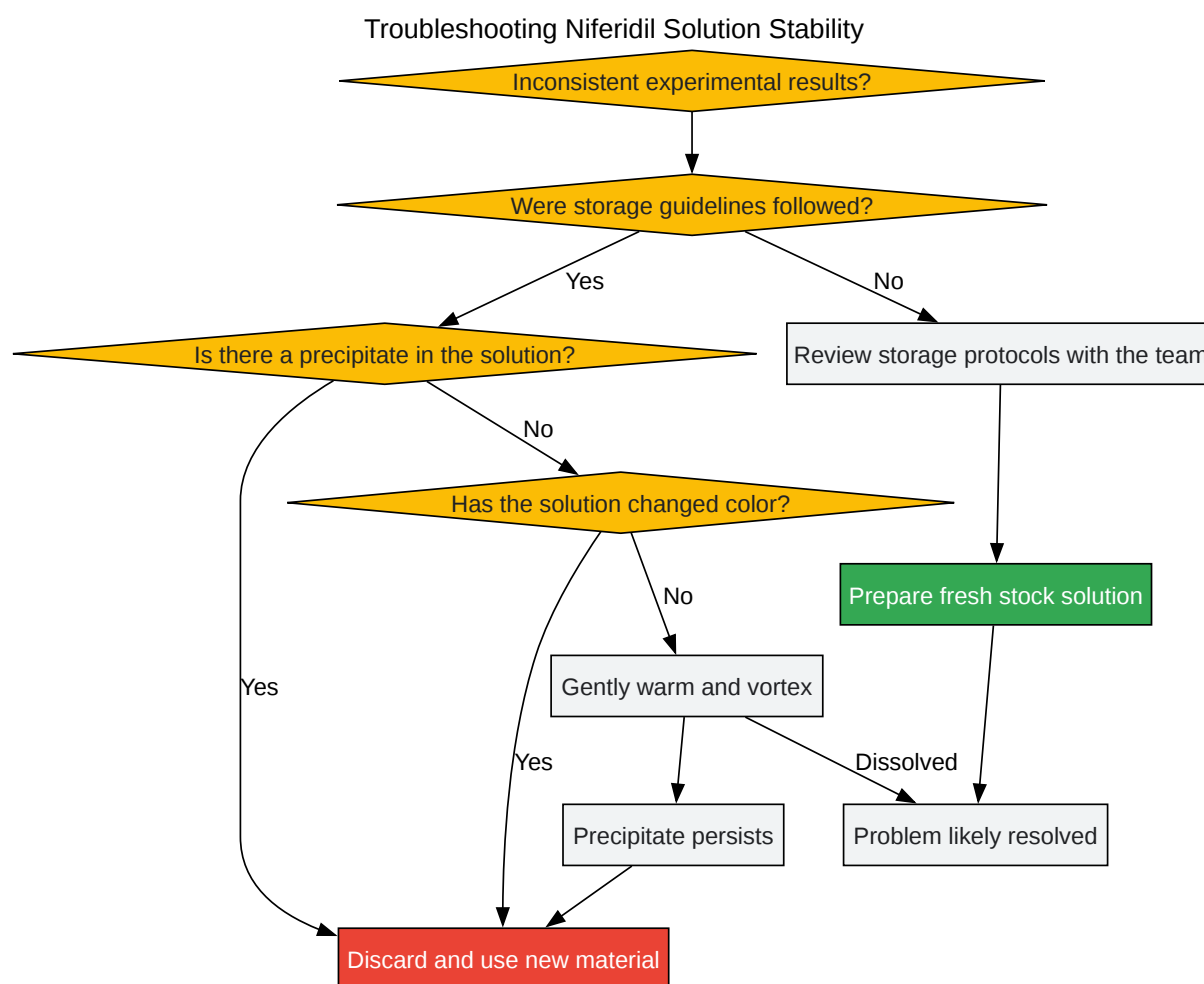 Troubleshooting Niferidil Solution Stability
Inconsistent experimental results?
Were storage guidelines followed?
Yes
No
Is there a precipitate in the solution?
Review storage protocols with the team
No
Has the solution changed color?
No
Prepare fresh stock solution
Yes
Gently warm and vortex
Yes
Dissolved
Precipitate persists
Problem likely resolved
Discard and use new material